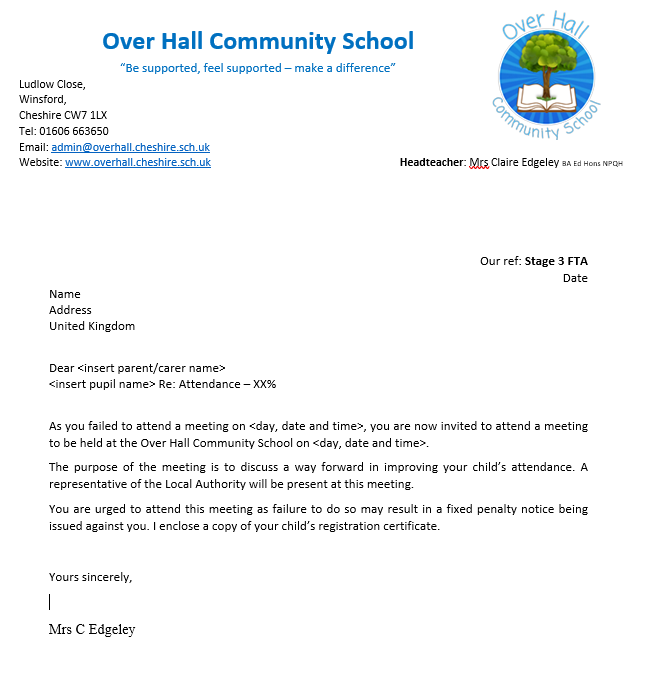 Over Hall Community School
“Be supported, feel supported – make a difference”
Over Hall
Community School
Ludlow Close,
Winsford,
Cheshire CW7 1LX
Tel: 01606 663650
Email: admin@overhall.cheshire.sch.uk
Website: www.overhall.cheshire.sch.uk
Headteacher: Mrs Claire Edgeley BA Ed Hons NPQH
Our ref: Stage 3 FTA
Date
Name
Address
United Kingdom
Dear <insert parent/carer name>
<insert pupil name> Re: Attendance – XX%
As you failed to attend a meeting on <day, date and time>, you are now invited to attend a meeting
to be held at the Over Hall Community School on <day, date and time>.
The purpose of the meeting is to discuss a way forward in improving your child’s attendance. A
representative of the Local Authority will be present at this meeting.
You are urged to attend this meeting as failure to do so may result in a fixed penalty notice being
issued against you. I enclose a copy of your child’s registration certificate.
Yours sincerely,
Mrs C Edgeley